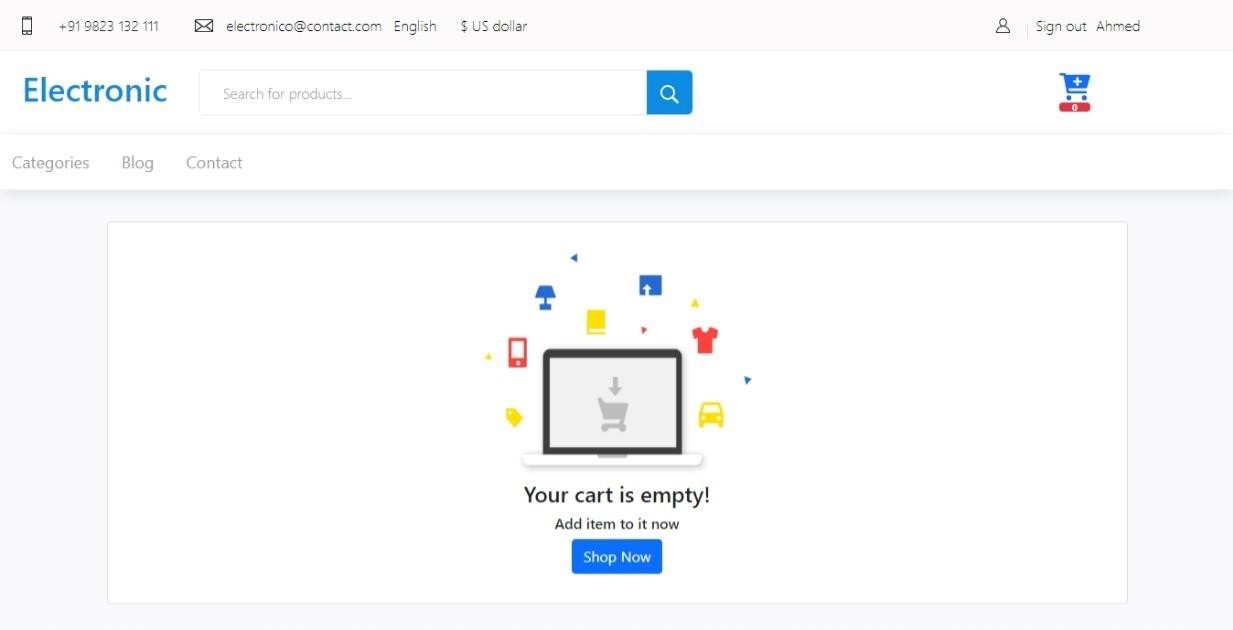 +91 9823 132 111 electronico@contact.com English $ US dollar Sign out Ahmed
Electronic Search for products... 0
Categories Blog Contact
Your cart is empty!
Add item to it now
Shop Now